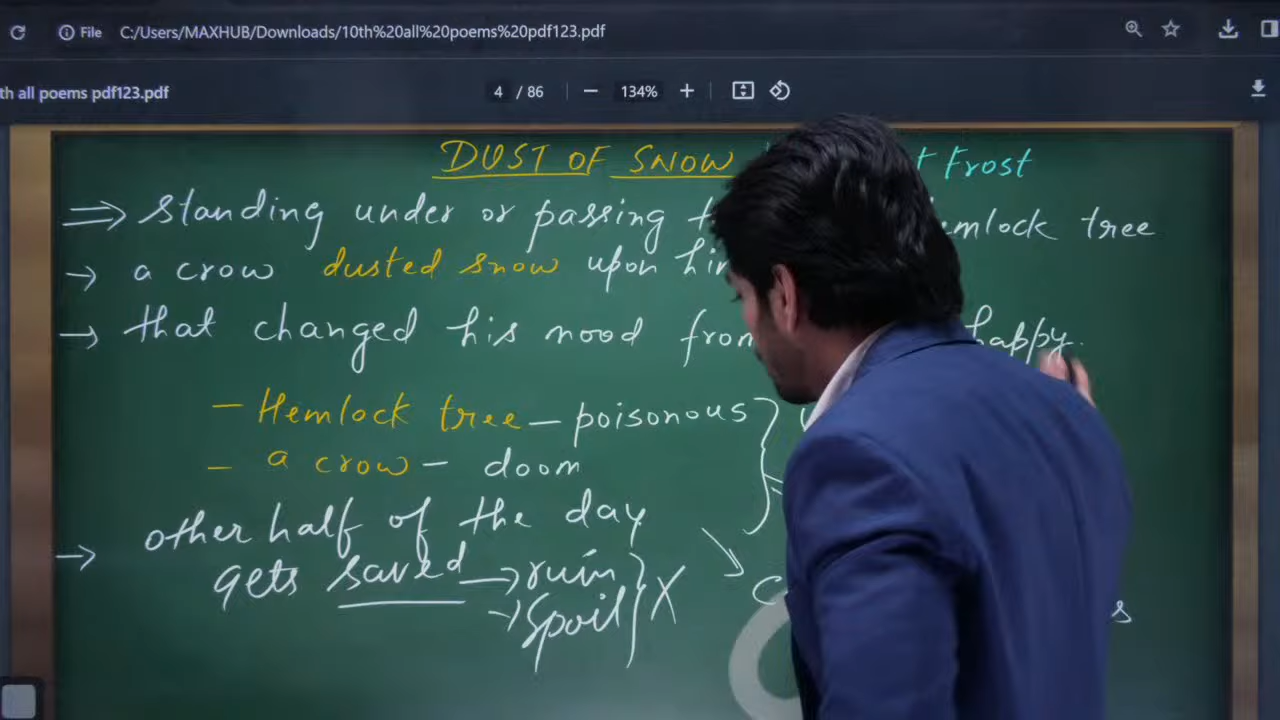 File C:/Users/MAXHUB/Downloads/10th%20all%20poems%20pdf123.pdf
th all poems pdf123.pdf 4 / 86 134%
DUST OF SNOW Frost
standing under or passing tree
a crow dusted snow upon
that changed his mood happy.
- Hemlock tree - poisonous
- a crow - doom
other half of the day
gets saved → ruin
→ spoil X